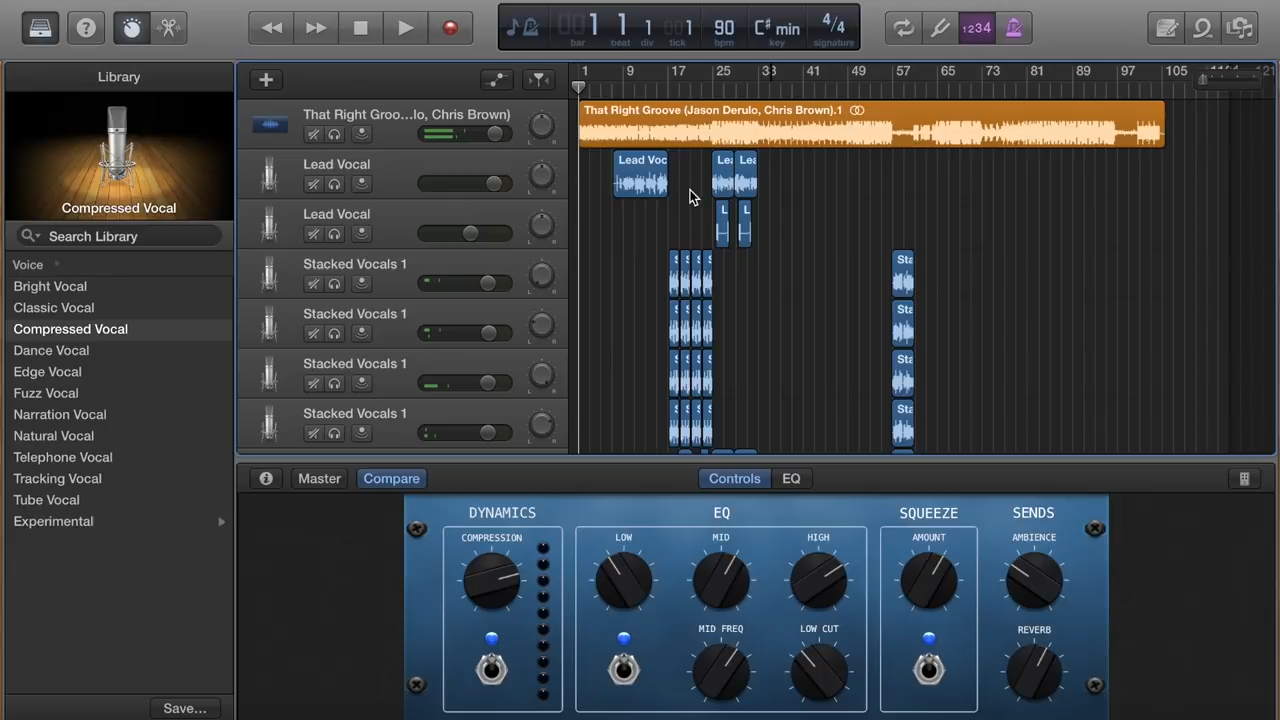 1 1 1 1 90 C# min 4/4
bar beat div tick bpm key signature
1234
Library
Compressed Vocal
Search Library
Voice
Bright Vocal
Classic Vocal
Compressed Vocal
Dance Vocal
Edge Vocal
Fuzz Vocal
Narration Vocal
Natural Vocal
Telephone Vocal
Tracking Vocal
Tube Vocal
Experimental
Save...
1 9 17 25 33 41 49 57 65 73 81 89 97 105
That Right Groo...lo, Chris Brown)
That Right Groove (Jason Derulo, Chris Brown).1
Lead Vocal
Lead Voc Lea Lea
Lead Vocal
L L
Stacked Vocals 1
S S S S Sta
Stacked Vocals 1
S S S S Sta
Stacked Vocals 1
S S S S Sta
Stacked Vocals 1
S S S S Sta
L R
Master Compare Controls EQ
DYNAMICS EQ SQUEEZE SENDS
COMPRESSION LOW MID HIGH AMOUNT AMBIENCE
MID FREQ LOW CUT REVERB